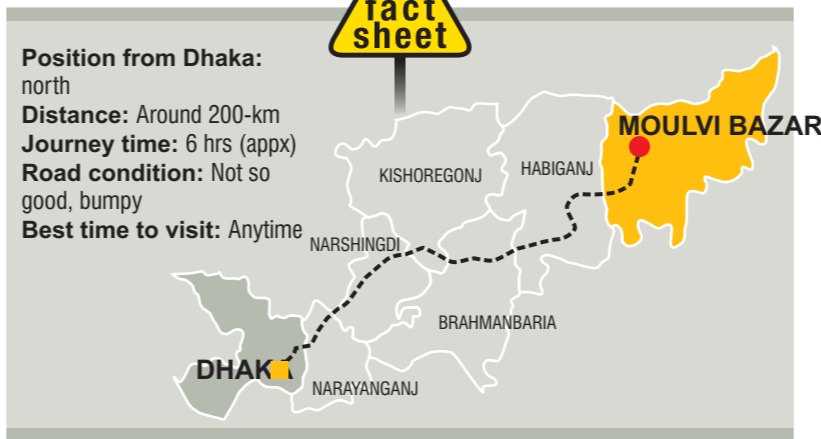 fact
sheet
Position from Dhaka:
north
Distance: Around 200-km
Journey time: 6 hrs (appx)
Road condition: Not so
good, bumpy
Best time to visit: Anytime
MOULVI BAZAR
HABIGANJ
KISHOREGONJ
NARSHINGDI
BRAHMANBARIA
DHAKA
NARAYANGANJ